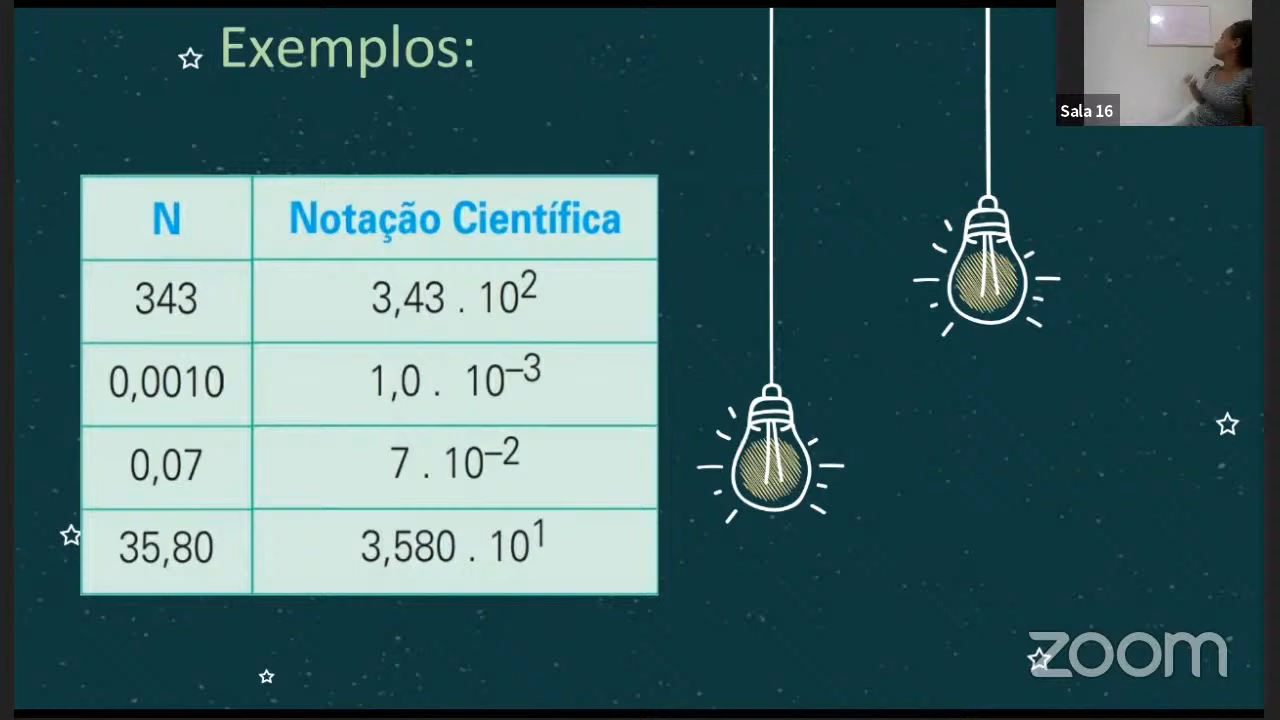 Exemplos:
Sala 16
N Notação Científica
343 3,43 . 10²
0,0010 1,0 . 10⁻³
0,07 7 . 10⁻²
35,80 3,580 . 10¹
zoom